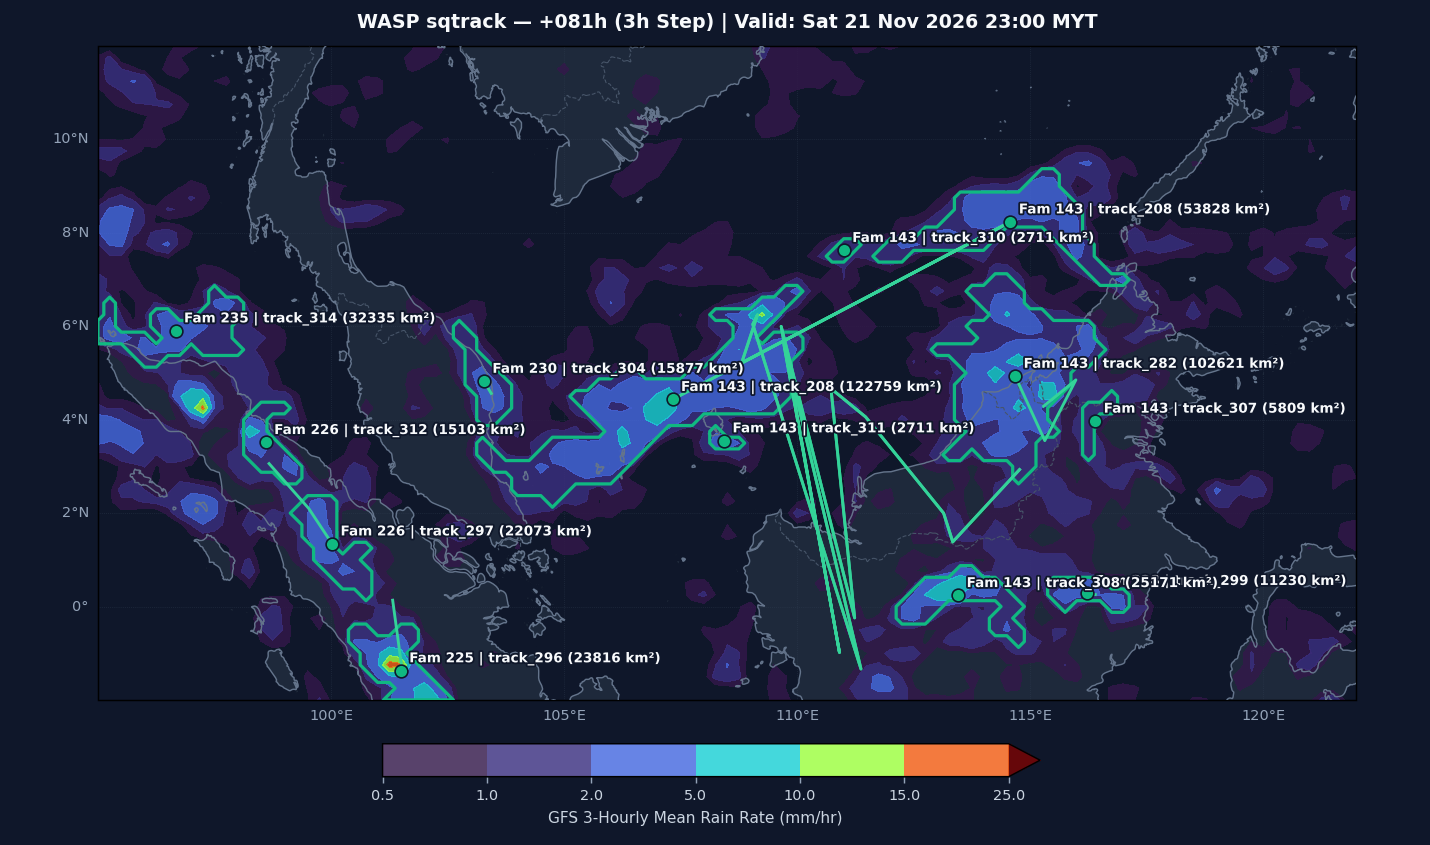 WASP sqtrack — +081h (3h Step) | Valid: Sat 21 Nov 2026 23:00 MYT
10°N
8°N
6°N
4°N
2°N
0°
Fam 143 | track_208 (53828 km²)
Fam 143 | track_310 (2711 km²)
Fam 235 | track_314 (32335 km²)
Fam 230 | track_304 (15877 km²)
Fam 143 | track_282 (102621 km²)
Fam 143 | track_208 (122759 km²)
Fam 143 | track_307 (5809 km²)
Fam 226 | track_312 (15103 km²)
Fam 143 | track_311 (2711 km²)
Fam 226 | track_297 (22073 km²)
Fam 143 | track_308 (25171 km²)
299 (11230 km²)
Fam 225 | track_296 (23816 km²)
100°E 105°E 110°E 115°E 120°E
0.5 1.0 2.0 5.0 10.0 15.0 25.0
GFS 3-Hourly Mean Rain Rate (mm/hr)